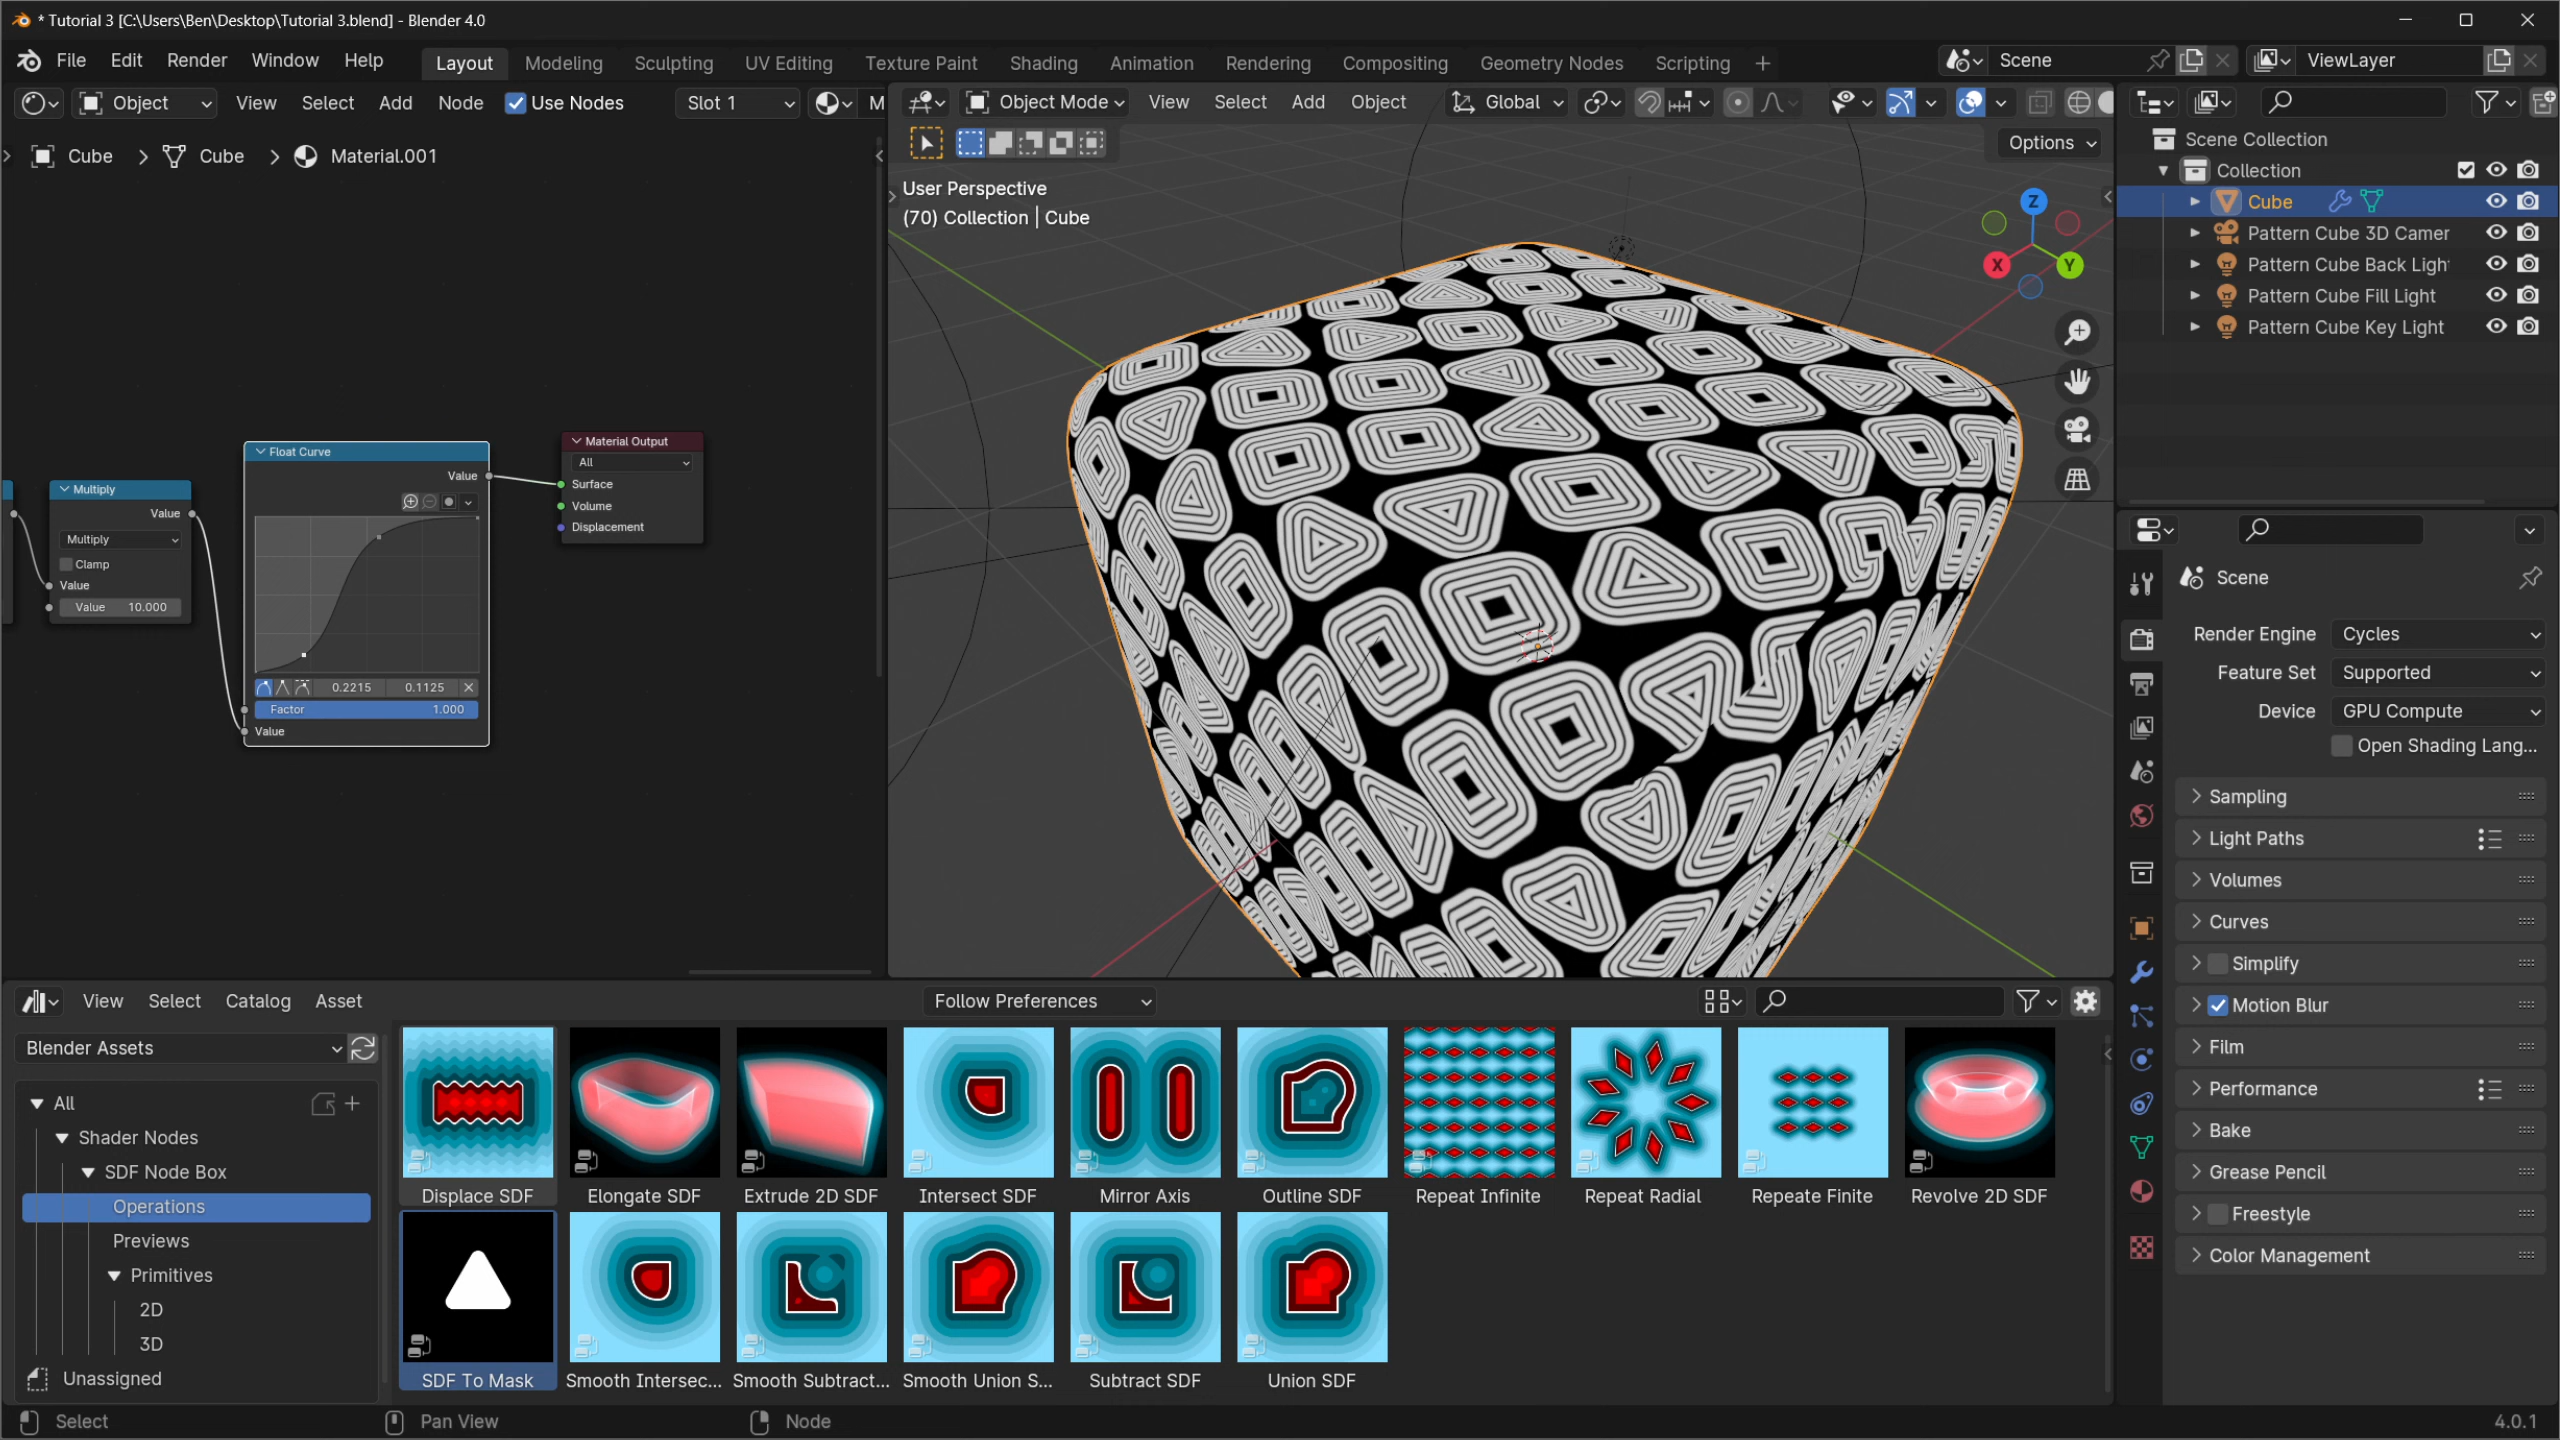 * Tutorial 3 [C:\Users\Ben\Desktop\Tutorial 3.blend] - Blender 4.0
File Edit Render Window Help
Layout Modeling Sculpting UV Editing Texture Paint Shading Animation Rendering Compositing Geometry Nodes Scripting +
Scene
ViewLayer
Object View Select Add Node Use Nodes Slot 1 M
Cube > Cube > Material.001
Multiply
Value
Multiply
Clamp
Value
Value 10.000
Float Curve
Value
0.2215 0.1125
Factor 1.000
Value
Material Output
All
Surface
Volume
Displacement
Object Mode View Select Add Object Global
Options
User Perspective
(70) Collection | Cube
Z
X
Y
Scene Collection
Collection
Cube
Pattern Cube 3D Camer
Pattern Cube Back Ligh
Pattern Cube Fill Light
Pattern Cube Key Light
Scene
Render Engine Cycles
Feature Set Supported
Device GPU Compute
Open Shading Lang...
Sampling
Light Paths
Volumes
Curves
Simplify
Motion Blur
Film
Performance
Bake
Grease Pencil
Freestyle
Color Management
View Select Catalog Asset
Follow Preferences
Blender Assets
All
Shader Nodes
SDF Node Box
Operations
Previews
Primitives
2D
3D
Unassigned
Displace SDF Elongate SDF Extrude 2D SDF Intersect SDF Mirror Axis Outline SDF Repeat Infinite Repeat Radial Repeate Finite Revolve 2D SDF
SDF To Mask Smooth Intersec... Smooth Subtract... Smooth Union S... Subtract SDF Union SDF
Select Pan View Node
4.0.1